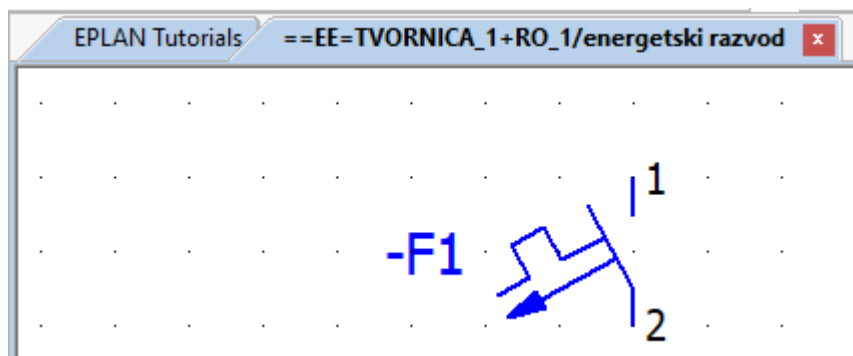 EPLAN Tutorials ==EE=TVORNICA_1+RO_1/energetski razvod x
1
-F1
2